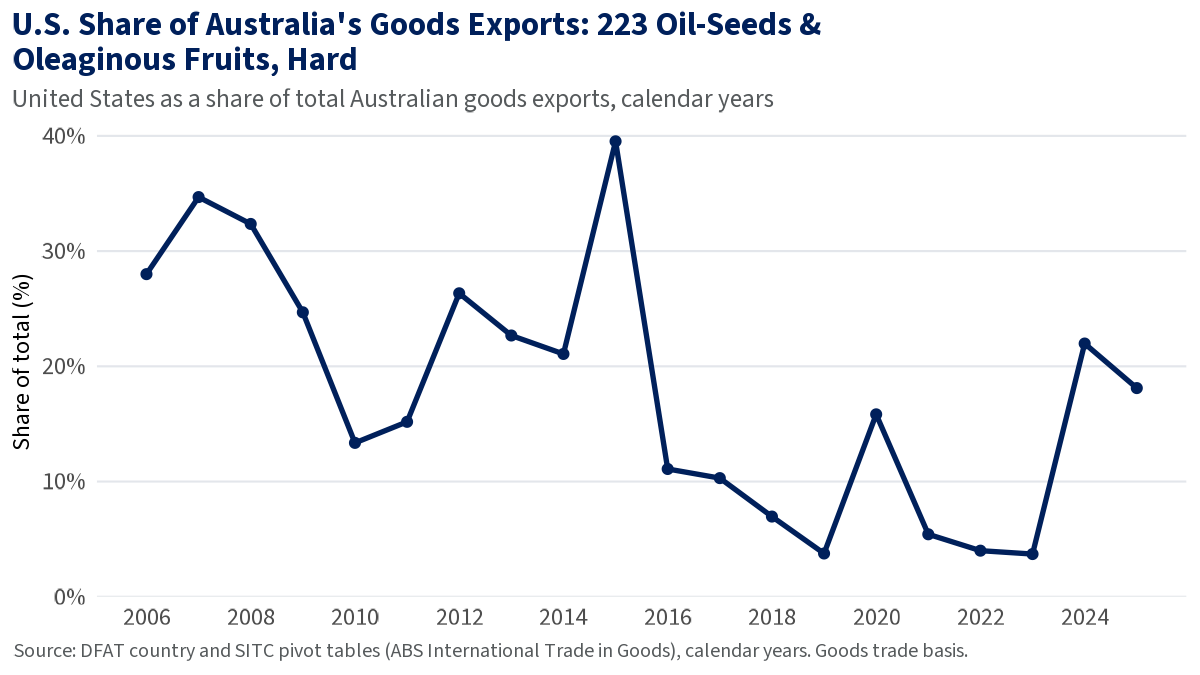 U.S. Share of Australia's Goods Exports: 223 Oil-Seeds &
Oleaginous Fruits, Hard
United States as a share of total Australian goods exports, calendar years
Share of total (%)
40%
30%
20%
10%
0%
2006 2008 2010 2012 2014 2016 2018 2020 2022 2024
Source: DFAT country and SITC pivot tables (ABS International Trade in Goods), calendar years. Goods trade basis.